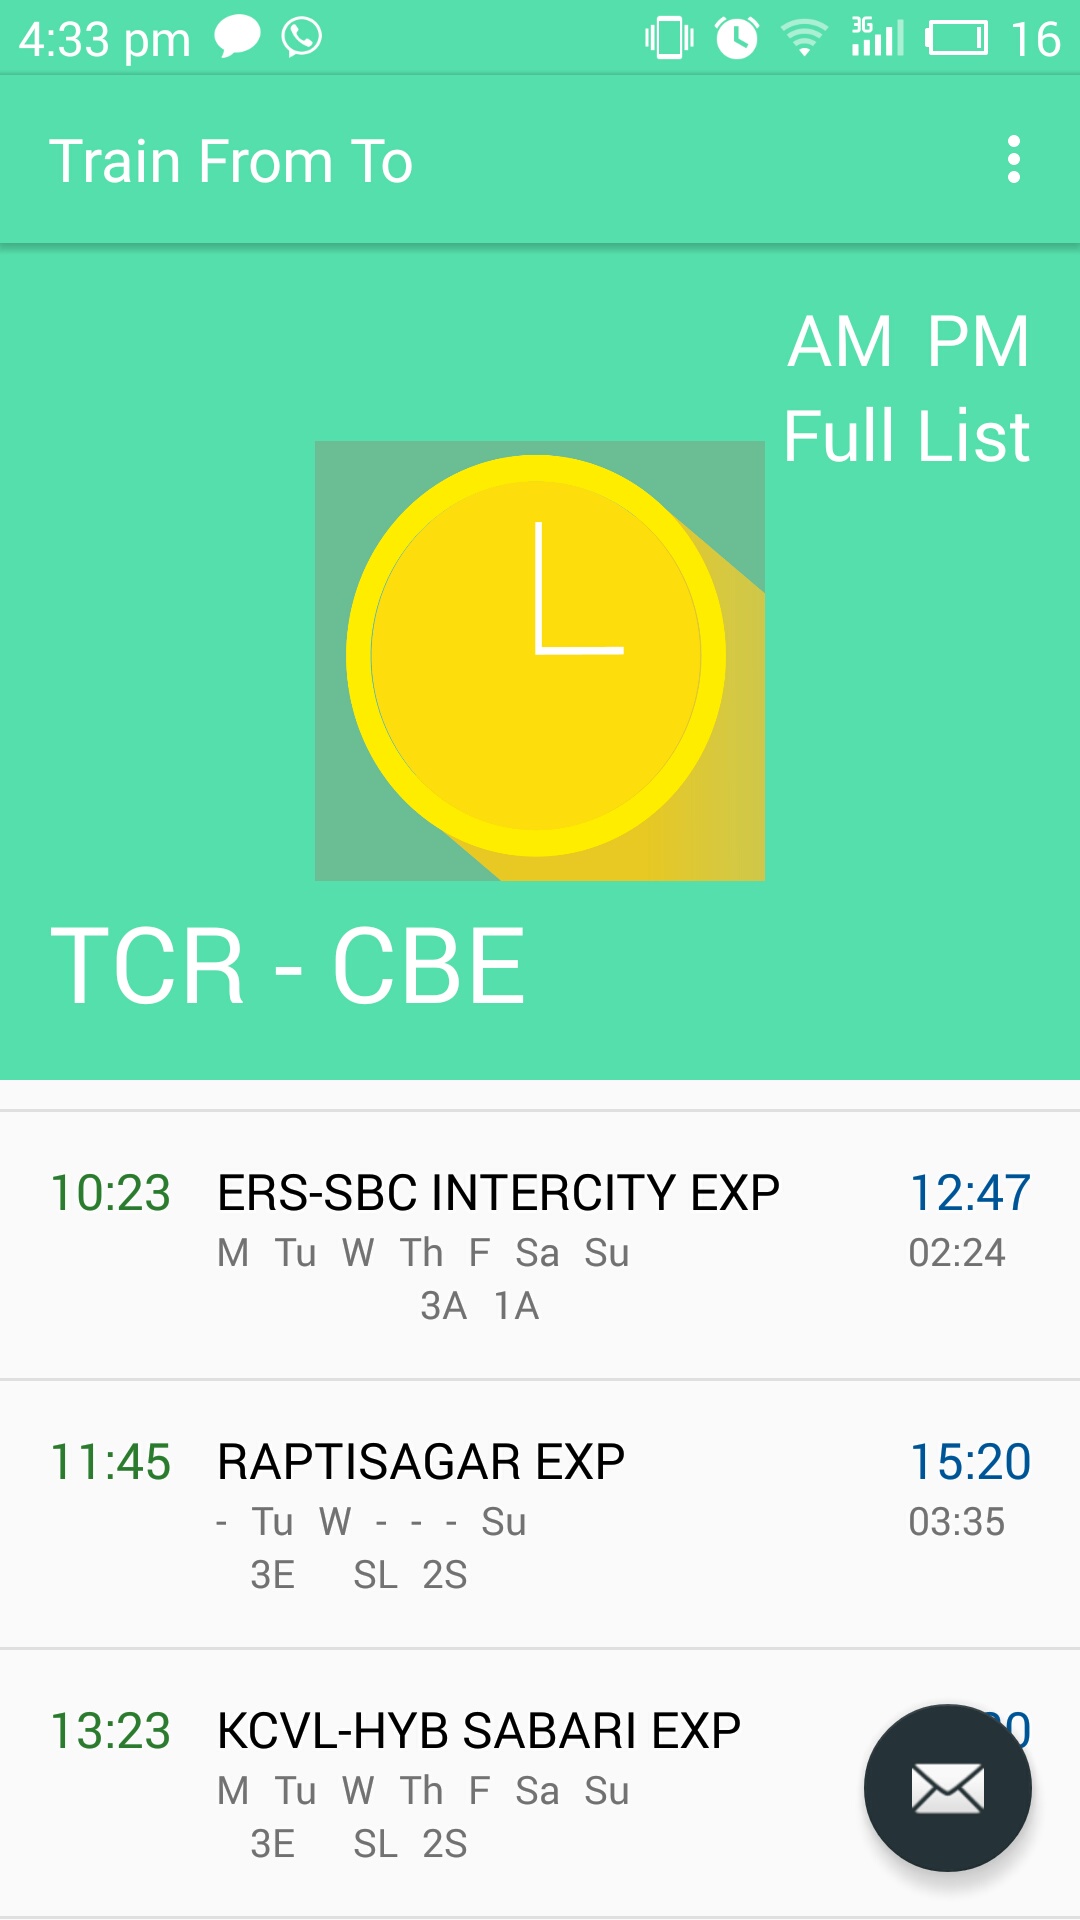 4:33 pm 3G 16
Train From To
AM PM
Full List
TCR - CBE
10:23 ERS-SBC INTERCITY EXP 12:47
M Tu W Th F Sa Su 02:24
3A 1A
11:45 RAPTISAGAR EXP 15:20
- Tu W - - - Su 03:35
3E SL 2S
13:23 KCVL-HYB SABARI EXP
M Tu W Th F Sa Su
3E SL 2S